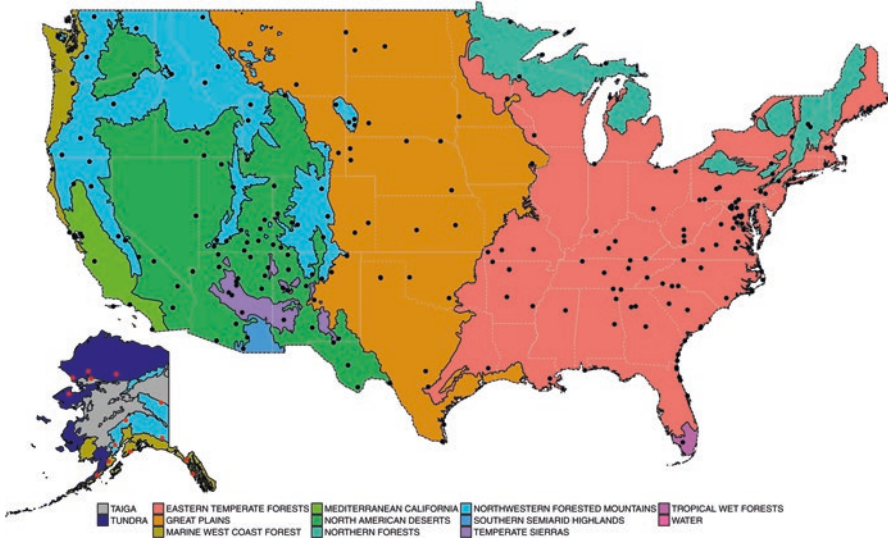 TAIGA EASTERN TEMPERATE FORESTS MEDITERRANEAN CALIFORNIA NORTHWESTERN FORESTED MOUNTAINS TROPICAL WET FORESTS
TUNDRA GREAT PLAINS NORTH AMERICAN DESERTS SOUTHERN SEMIARID HIGHLANDS WATER
MARINE WEST COAST FOREST NORTHERN FORESTS TEMPERATE SIERRAS